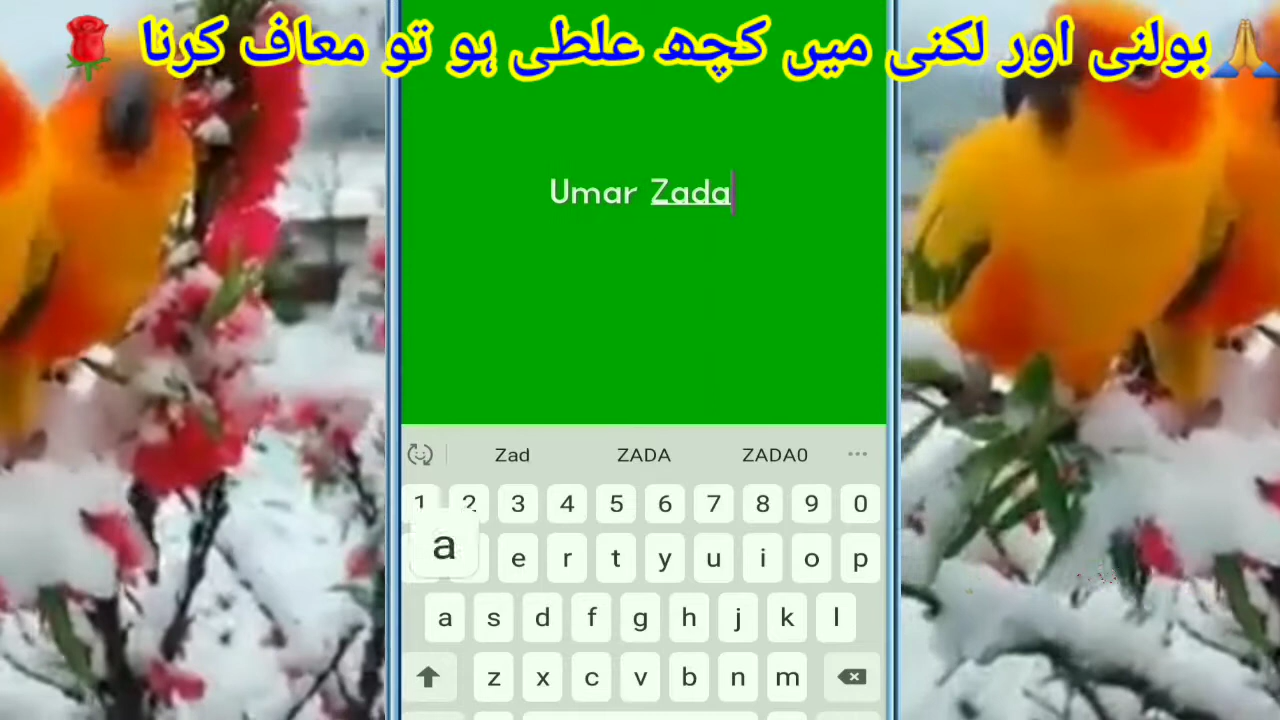 🙏بولنی اور لکنی میں کچھ غلطی ہو تو معاف کرنا 🌹
Umar Zada
Zad ZADA ZADA0 ...
1 2 3 4 5 6 7 8 9 0
a e r t y u i o p
a s d f g h j k l
z x c v b n m